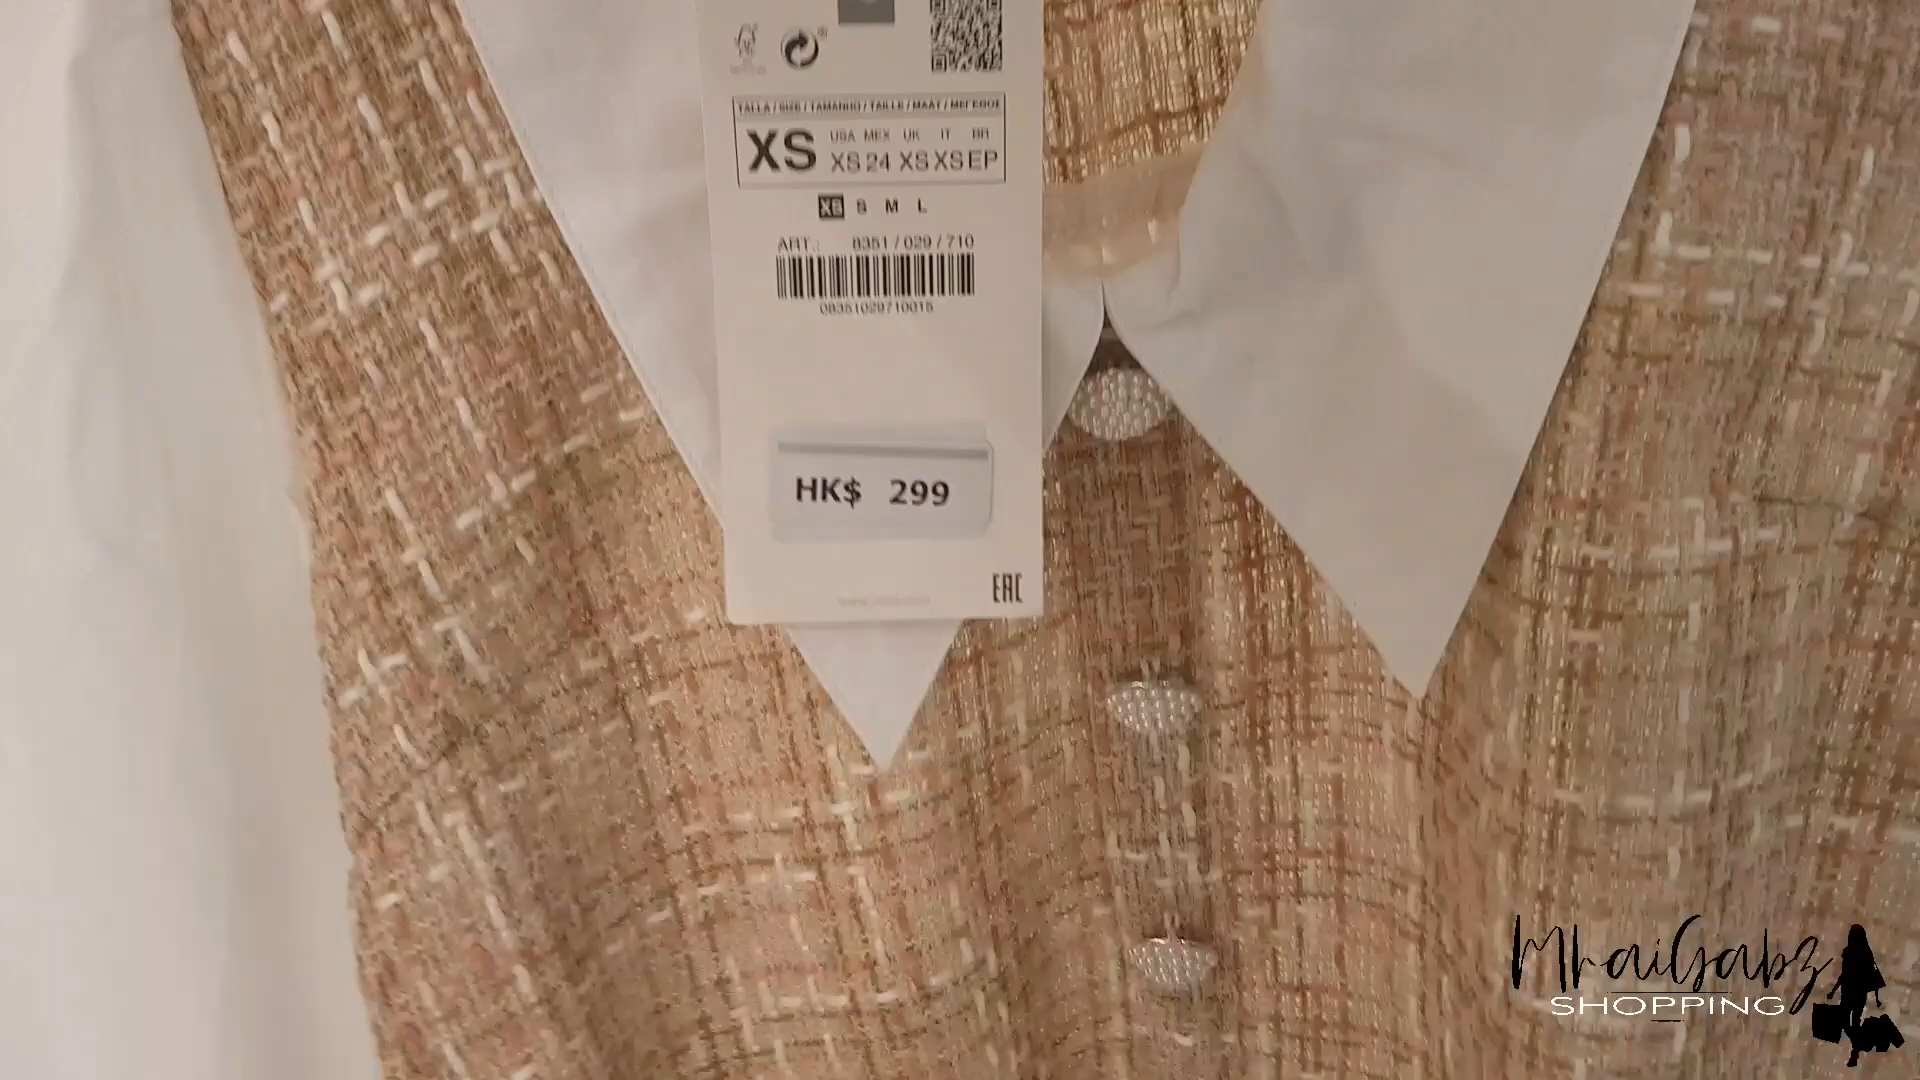 TALLA / SIZE / TAMANHO / TAILLE / MAAT / MEГЕӨОЕ
XS
USA MEX UK IT BR
XS 24 XS XS EP
XS S M L
ART.: 8351 / 029 / 710
08351029710015
HK$ 299
EAC
MhaiGabz
SHOPPING